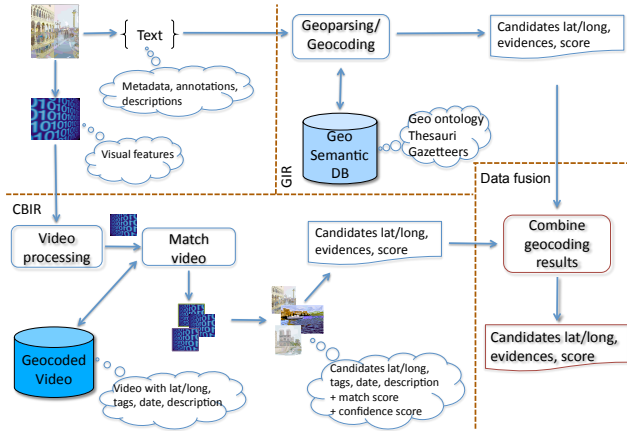 { Text }
Geoparsing/
Geocoding
Candidates lat/long,
evidences, score
Metadata, annotations,
descriptions
Visual features
Geo
Semantic
DB
Geo ontology
Thesauri
Gazetteers
GIR
Data fusion
CBIR
Video
processing
Match
video
Candidates lat/long,
evidences, score
Combine
geocoding
results
Geocoded
Video
Video with lat/long,
tags, date, description
Candidates lat/long,
tags, date, description
+ match score
+ confidence score
Candidates lat/long,
evidences, score